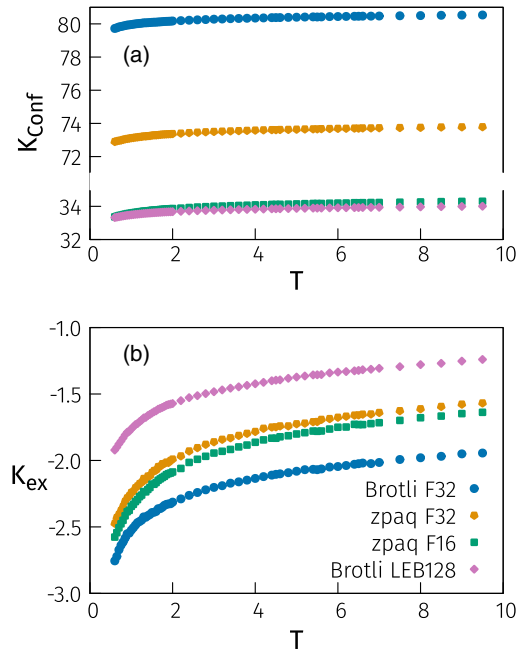 (a)
K_Conf
80
78
76
74
72
34
32
0 2 4 6 8 10
T
(b)
K_ex
-1.0
-1.5
-2.0
-2.5
-3.0
Brotli F32
zpaq F32
zpaq F16
Brotli LEB128
0 2 4 6 8 10
T